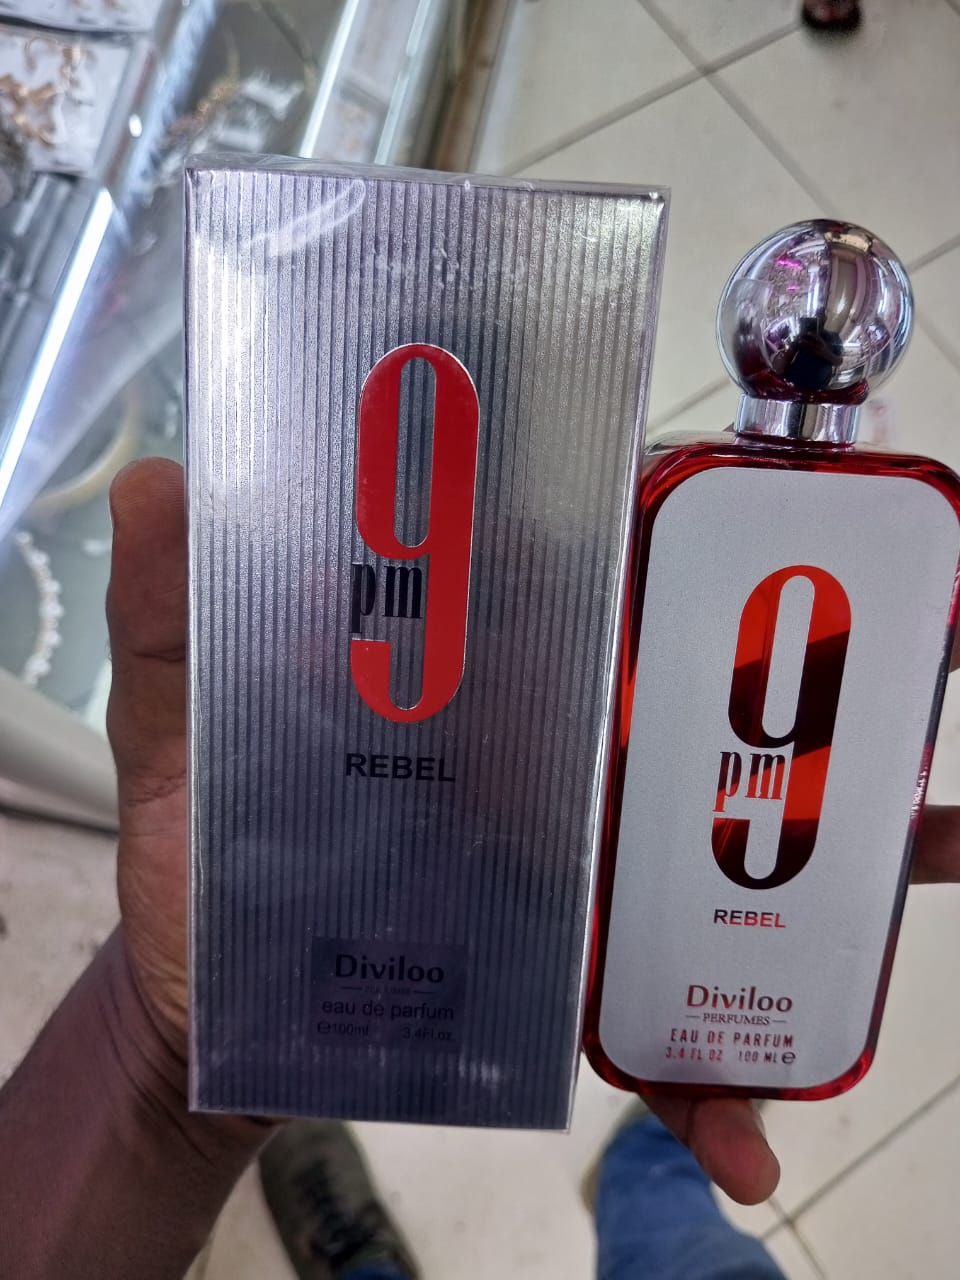 9
pm
REBEL
Diviloo
eau de parfum
℮100ml 3.4Fl.oz.
9
pm
REBEL
Diviloo
PERFUMES
EAU DE PARFUM
3.4 FL OZ 100 ML ℮